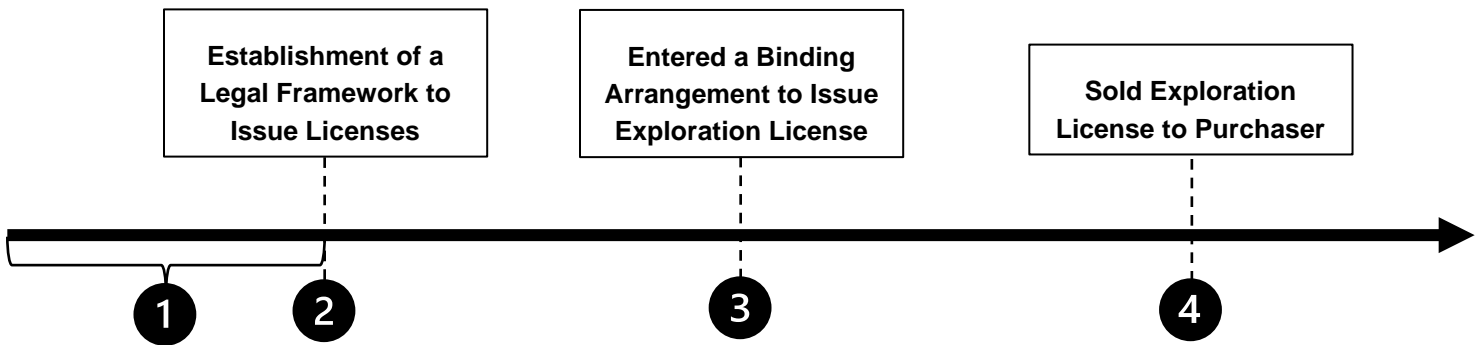 Establishment of a
Legal Framework to
Issue Licenses
Entered a Binding
Arrangement to Issue
Exploration License
Sold Exploration
License to Purchaser
1
2
3
4